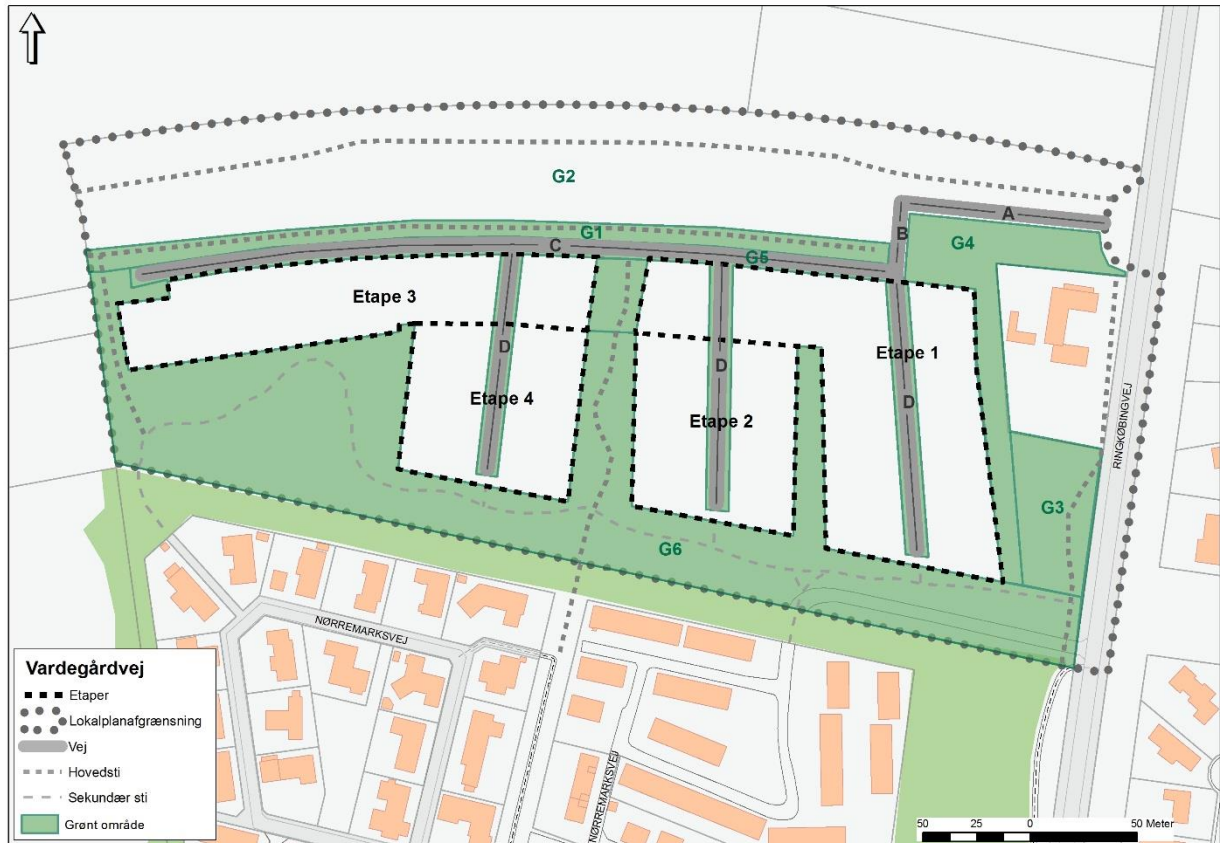 G2
A
G1
B
G4
C
G5
Etape 3
Etape 1
D
D
Etape 4
Etape 2
D
RINGKØBINGVEJ
G3
G6
NØRREMARKSVEJ
NØRREMARKSVEJ
Vardegårdvej
Etaper
Lokalplanafgrænsning
Vej
Hovedsti
Sekundær sti
Grønt område
50 25 0 50 Meter